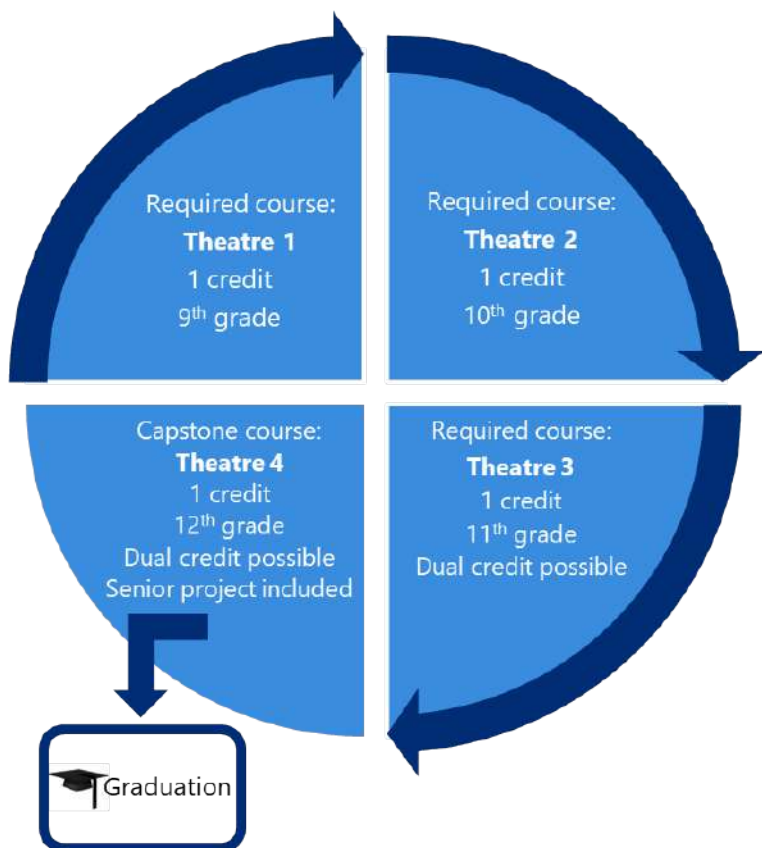 Required course:
Theatre 1
1 credit
9th grade
Required course:
Theatre 2
1 credit
10th grade
Required course:
Theatre 3
1 credit
11th grade
Dual credit possible
Capstone course:
Theatre 4
1 credit
12th grade
Dual credit possible
Senior project included
Graduation